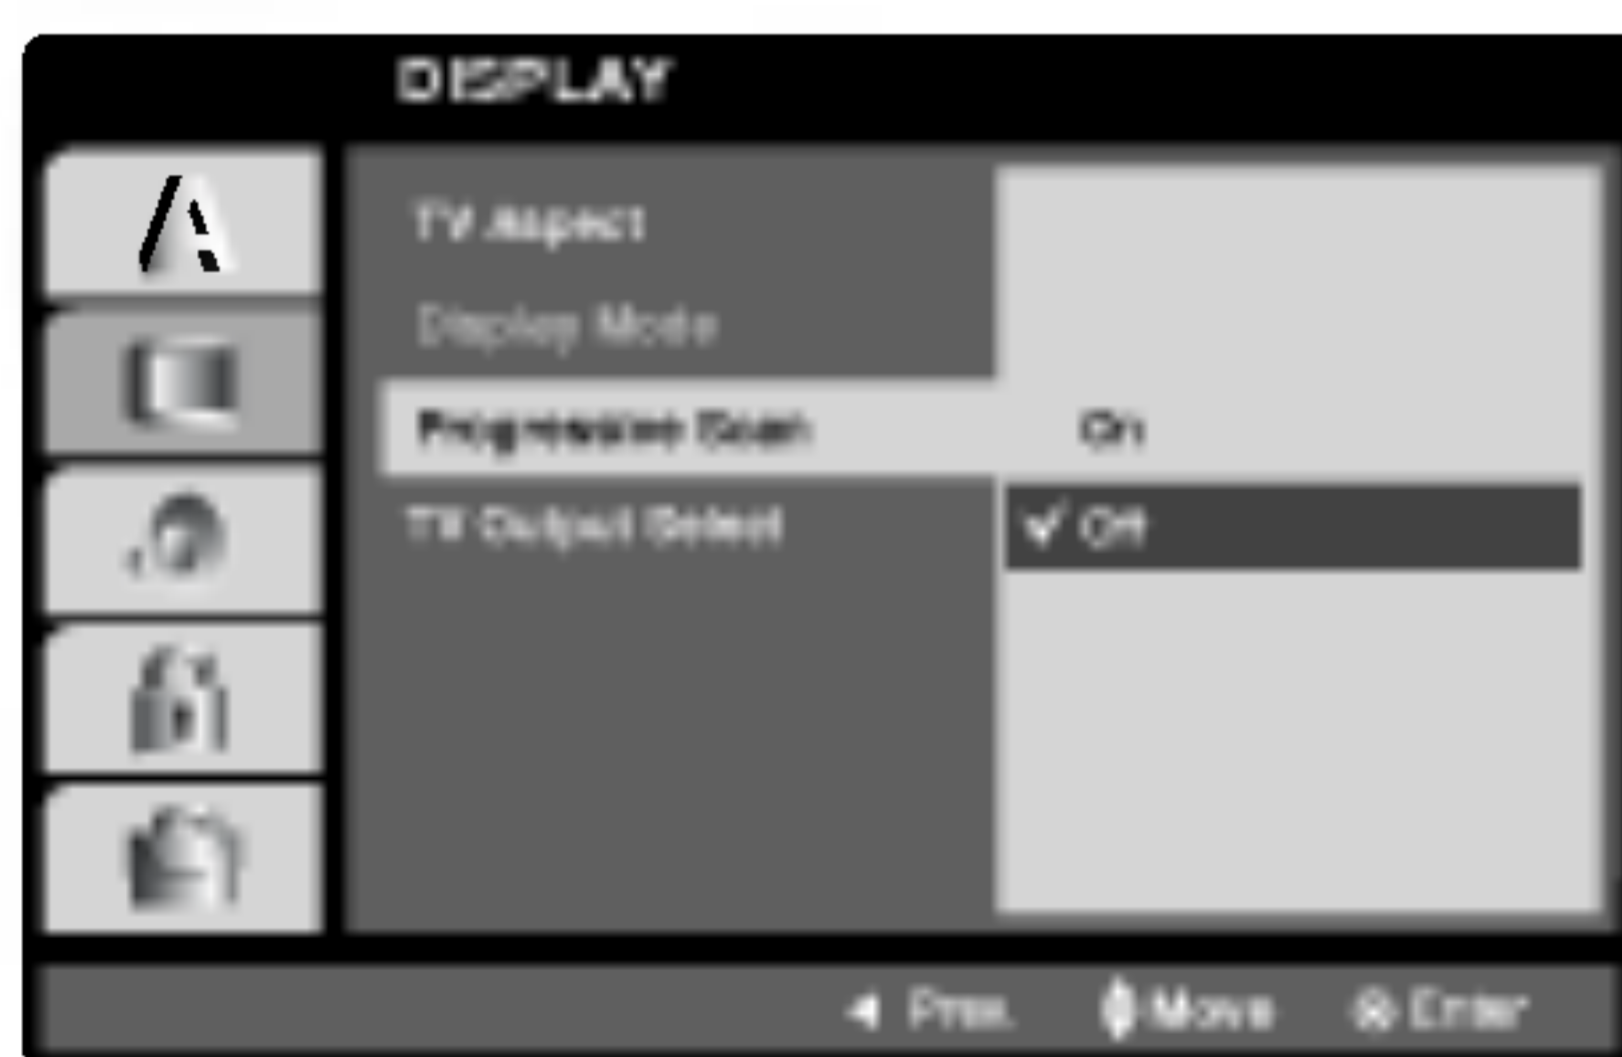 DISPLAY
TV Aspect
Display Mode
Progressive Scan
On
TV Output Select
✓ Off
◀ Prev. Move Enter